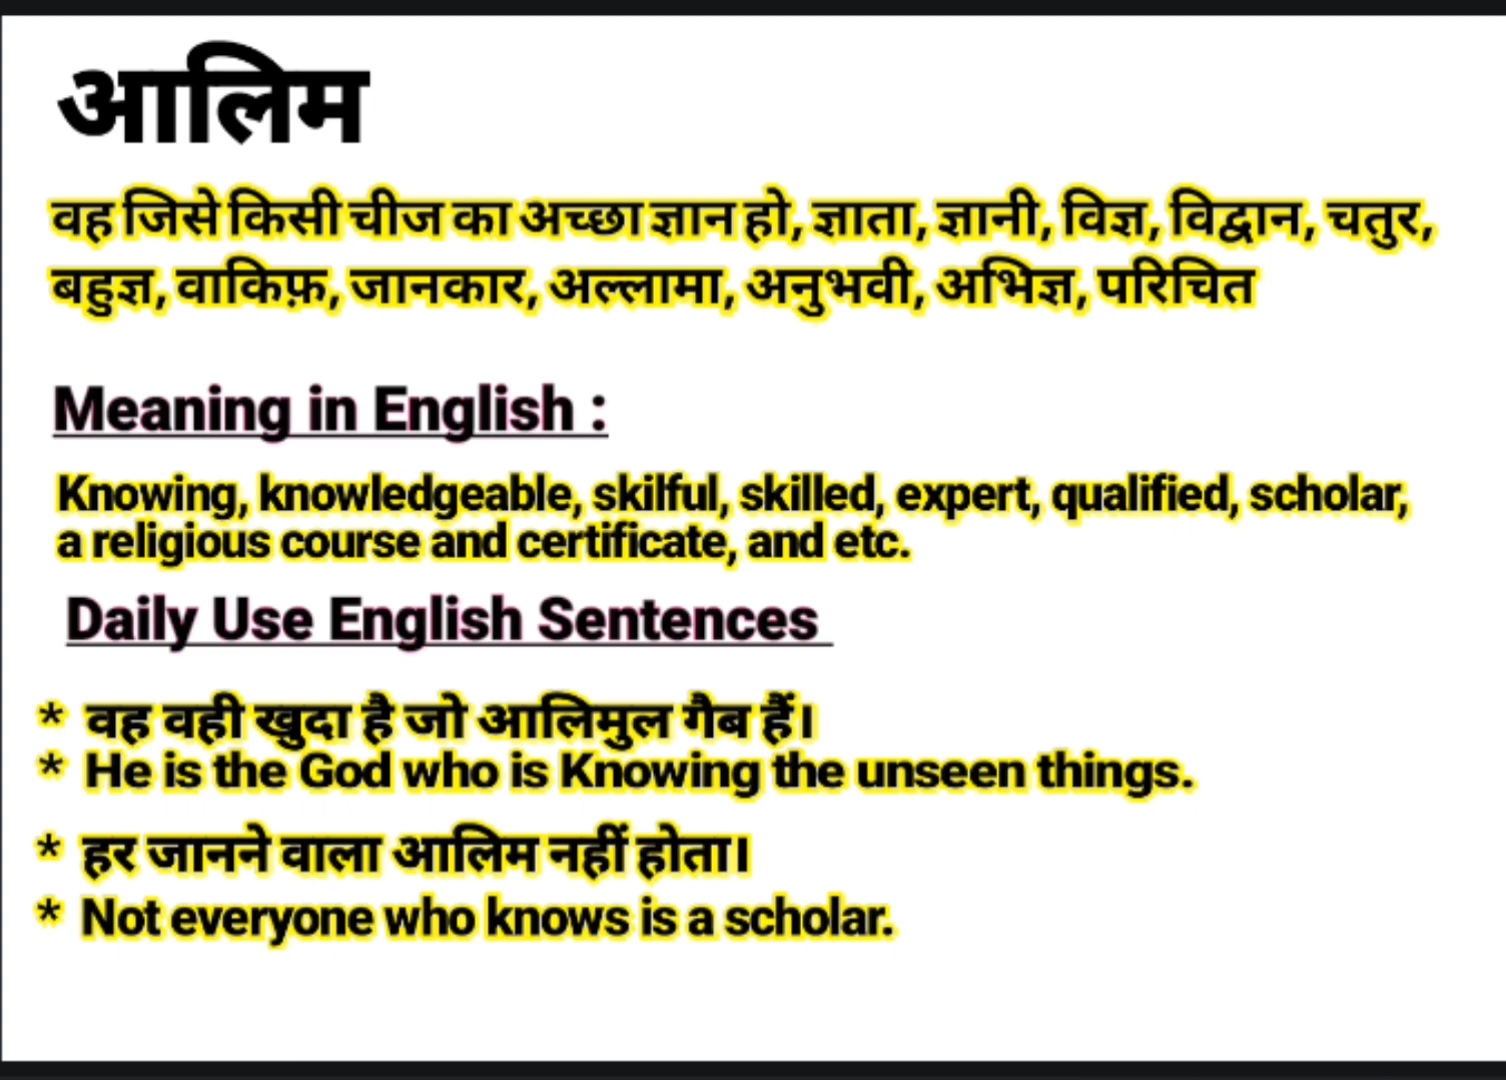 आलिम
वह जिसे किसी चीज का अच्छा ज्ञान हो, ज्ञाता, ज्ञानी, विज्ञ, विद्वान, चतुर,
बहुज्ञ, वाकिफ़, जानकार, अल्लामा, अनुभवी, अभिज्ञ, परिचित
Meaning in English :
Knowing, knowledgeable, skilful, skilled, expert, qualified, scholar,
a religious course and certificate, and etc.
Daily Use English Sentences
* वह वही खुदा है जो आलिमुल गैब हैं।
* He is the God who is Knowing the unseen things.
* हर जानने वाला आलिम नहीं होता।
* Not everyone who knows is a scholar.